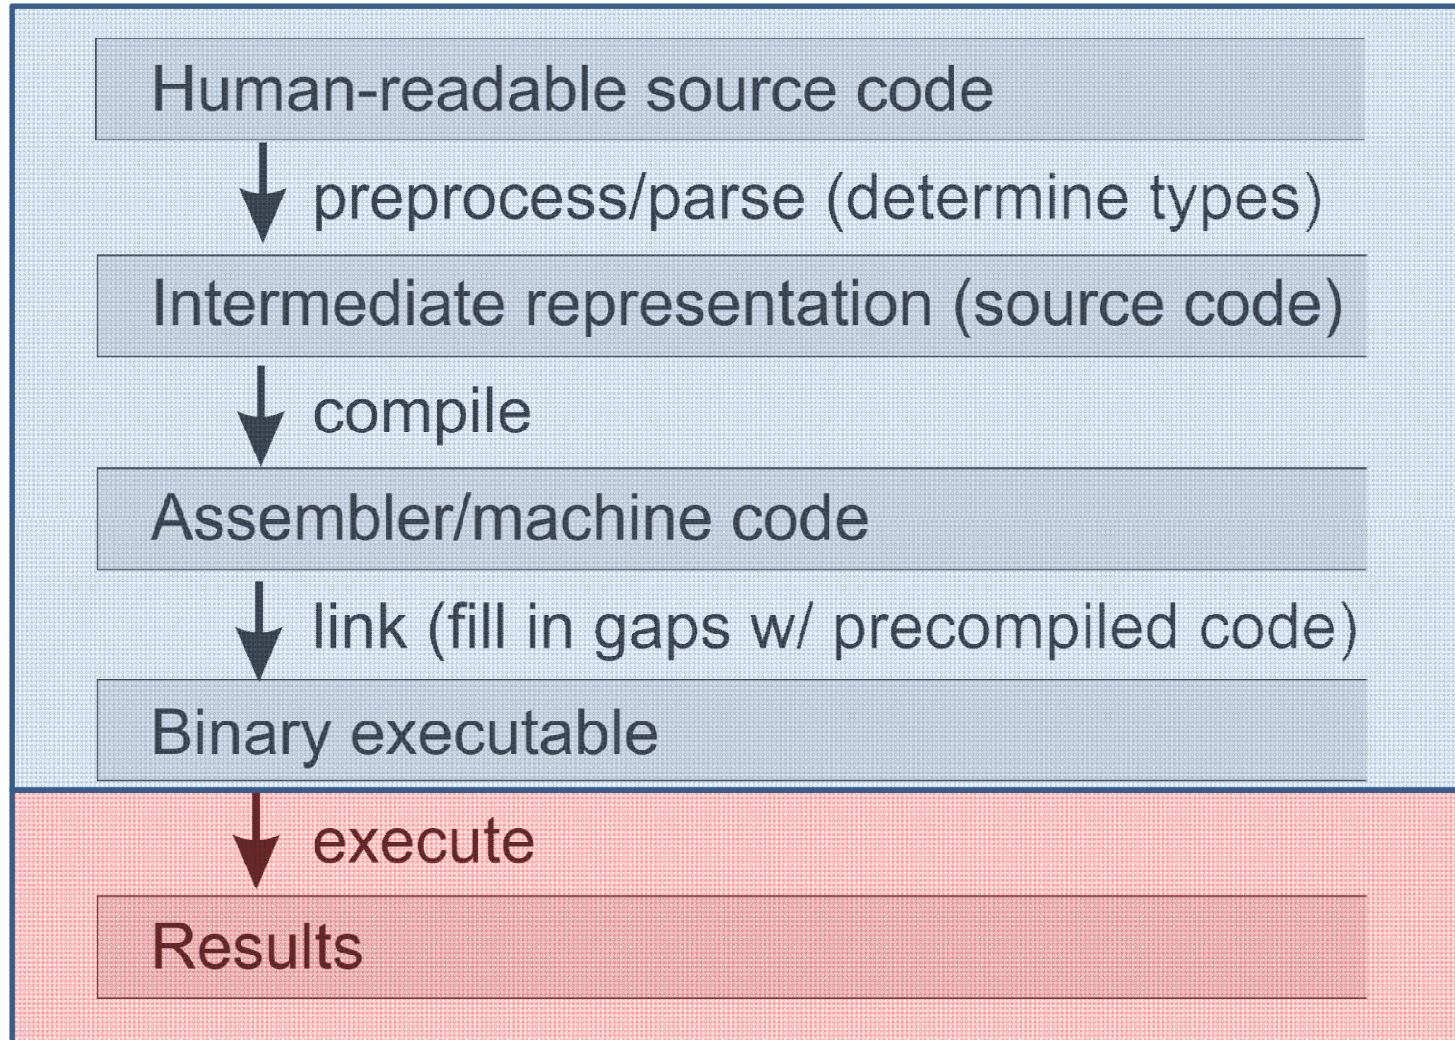 Human-readable source code
preprocess/parse (determine types)
Intermediate representation (source code)
compile
Assembler/machine code
link (fill in gaps w/ precompiled code)
Binary executable
execute
Results